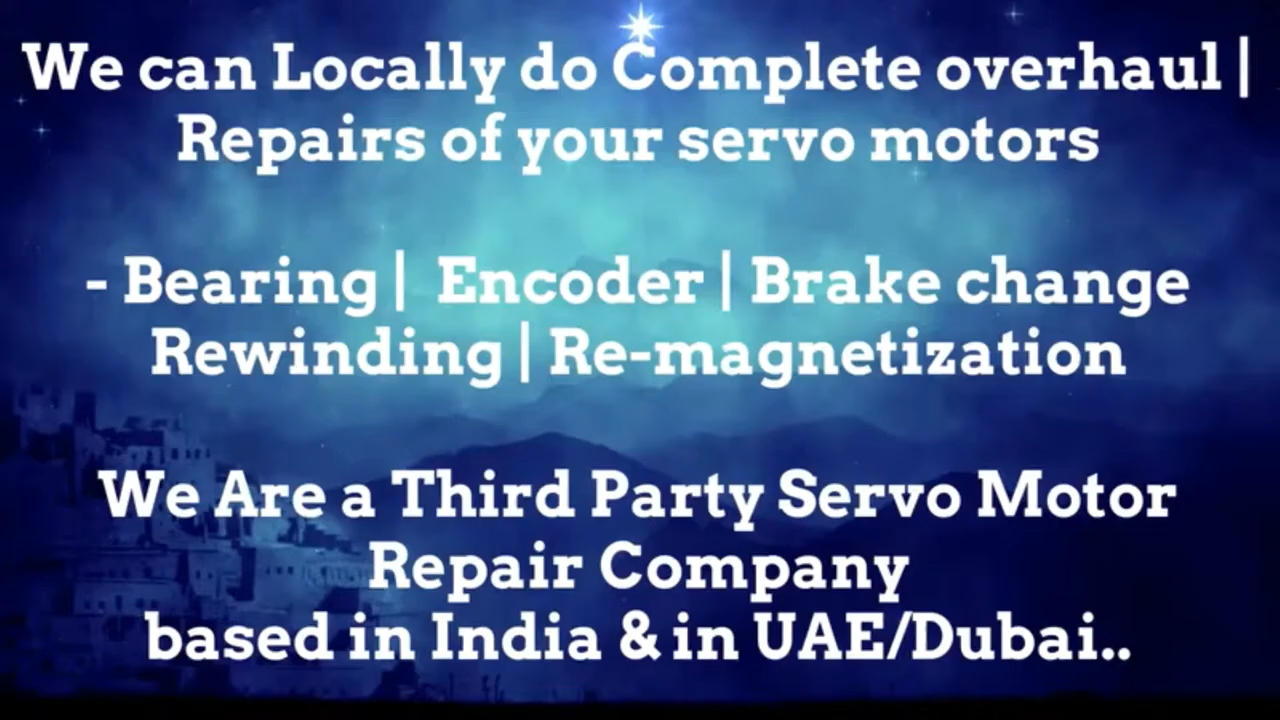 We can Locally do Complete overhaul |
Repairs of your servo motors
- Bearing | Encoder | Brake change
Rewinding | Re-magnetization
We Are a Third Party Servo Motor
Repair Company
based in India & in UAE/Dubai..